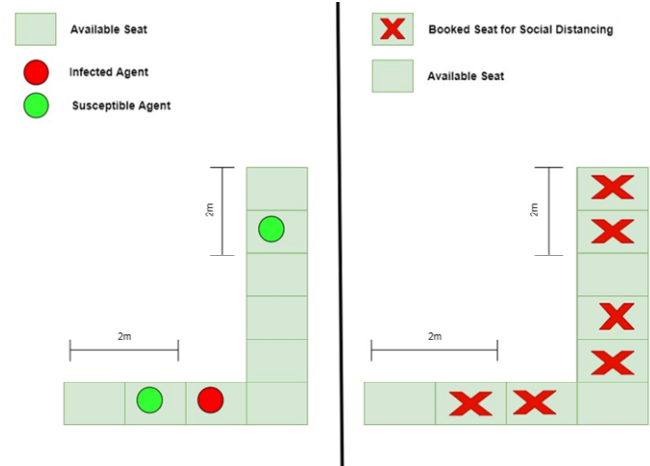 Available Seat
Infected Agent
Susceptible Agent
2m
2m
Booked Seat for Social Distancing
Available Seat
2m
2m